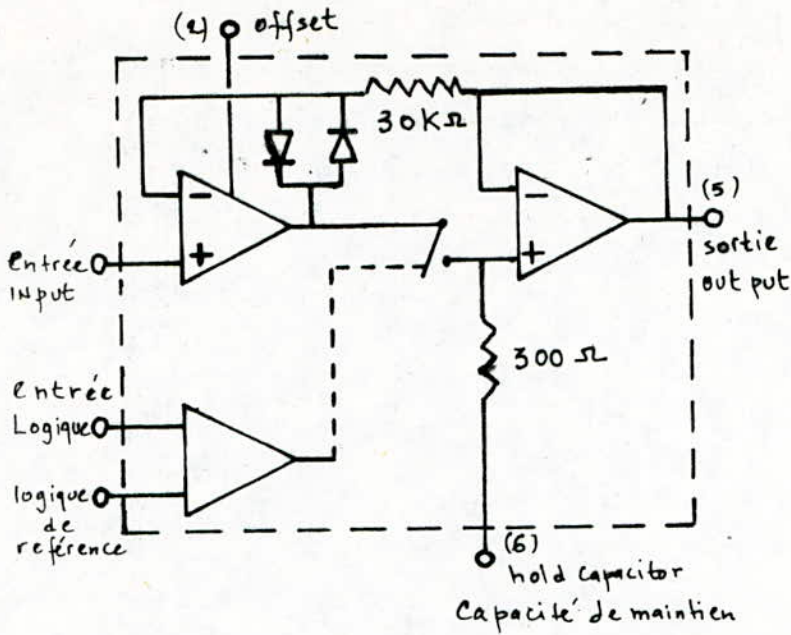 (2) offset
30KΩ
−
+
Entrée
INput
−
+
(5)
sortie
out put
300 Ω
entrée
Logique
logique
de
reférence
(6)
hold capacitor
Capacité de maintien